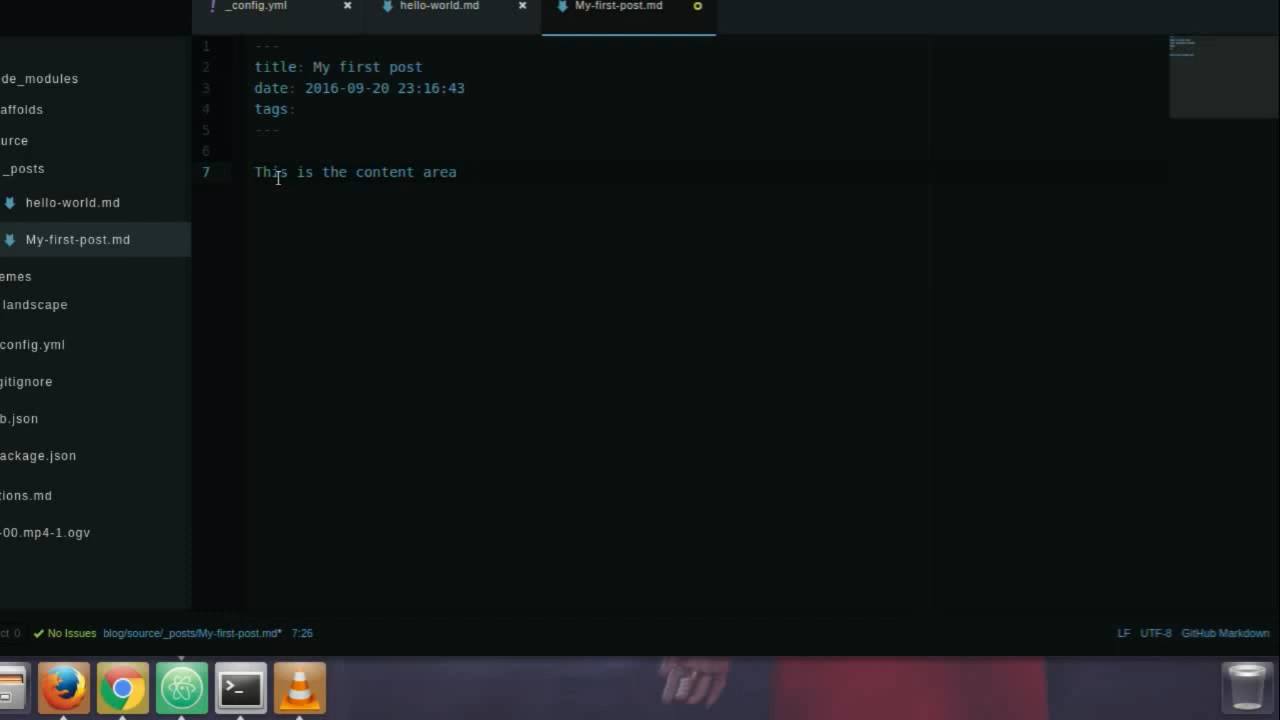 _config.yml
hello-world.md
My-first-post.md
de_modules
affolds
urce
_posts
hello-world.md
My-first-post.md
emes
landscape
config.yml
gitignore
b.json
ackage.json
tions.md
-00.mp4-1.ogv
1 ---
2 title: My first post
3 date: 2016-09-20 23:16:43
4 tags:
5 ---
6
7 This is the content area
ct 0 No Issues blog/source/_posts/My-first-post.md* 7:26 LF UTF-8 GitHub Markdown